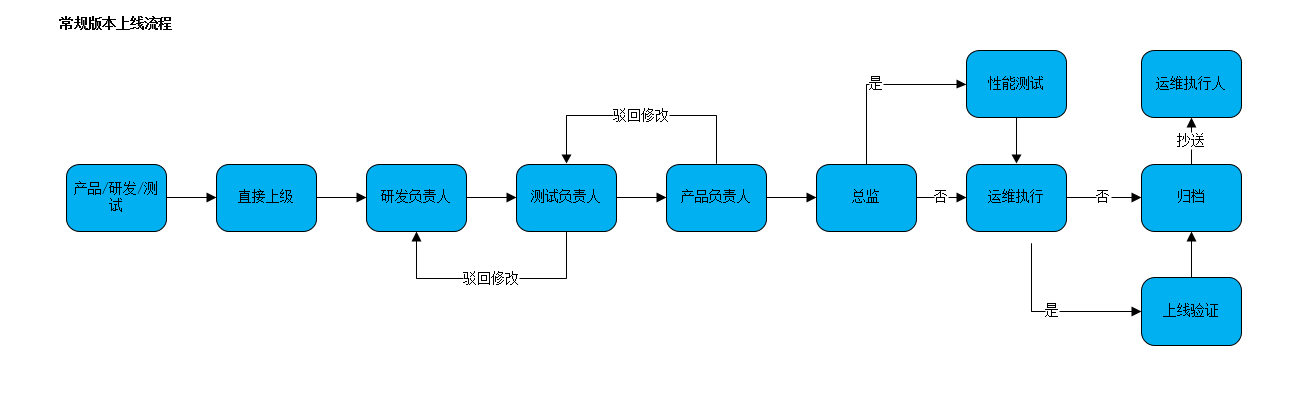 常规版本上线流程
是
性能测试
运维执行人
驳回修改
抄送
产品/研发/测
试
直接上级
研发负责人
测试负责人
产品负责人
总监
否
运维执行
否
归档
驳回修改
是
上线验证